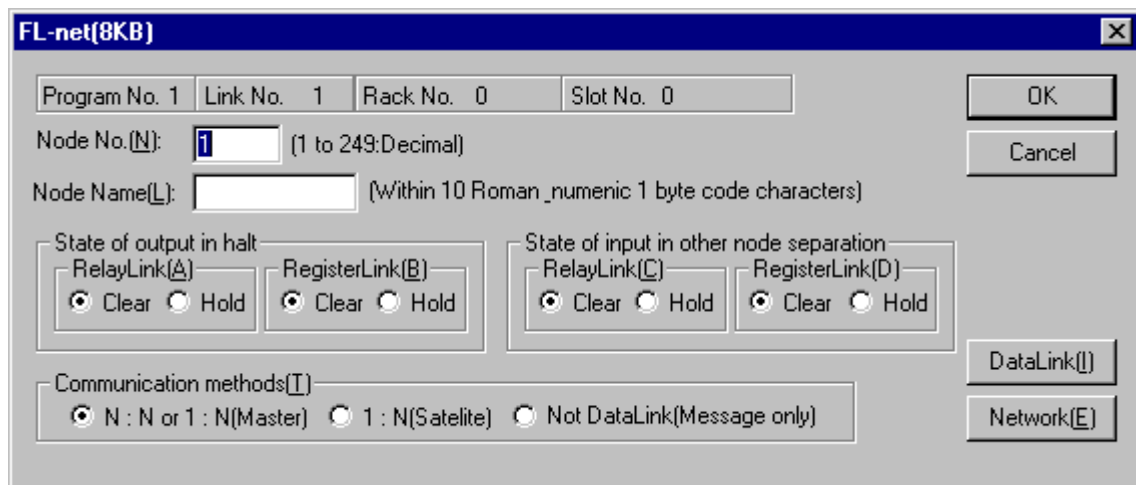 FL-net(8KB)
Program No. 1 Link No. 1 Rack No. 0 Slot No. 0
OK
Node No.(N): 1 (1 to 249:Decimal)
Cancel
Node Name(L): (Within 10 Roman_numenic 1 byte code characters)
State of output in halt
RelayLink(A) RegisterLink(B)
Clear Hold Clear Hold
State of input in other node separation
RelayLink(C) RegisterLink(D)
Clear Hold Clear Hold
DataLink(I)
Communication methods(T)
N : N or 1 : N(Master) 1 : N(Satelite) Not DataLink(Message only)
Network(E)